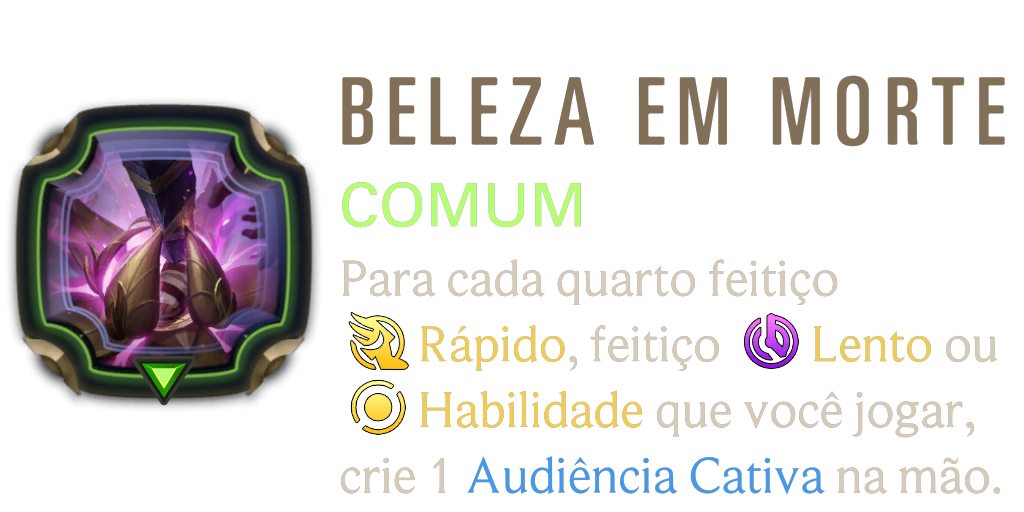 BELEZA EM MORTE
COMUM
Para cada quarto feitiço
Rápido, feitiço Lento ou
Habilidade que você jogar,
crie 1 Audiência Cativa na mão.